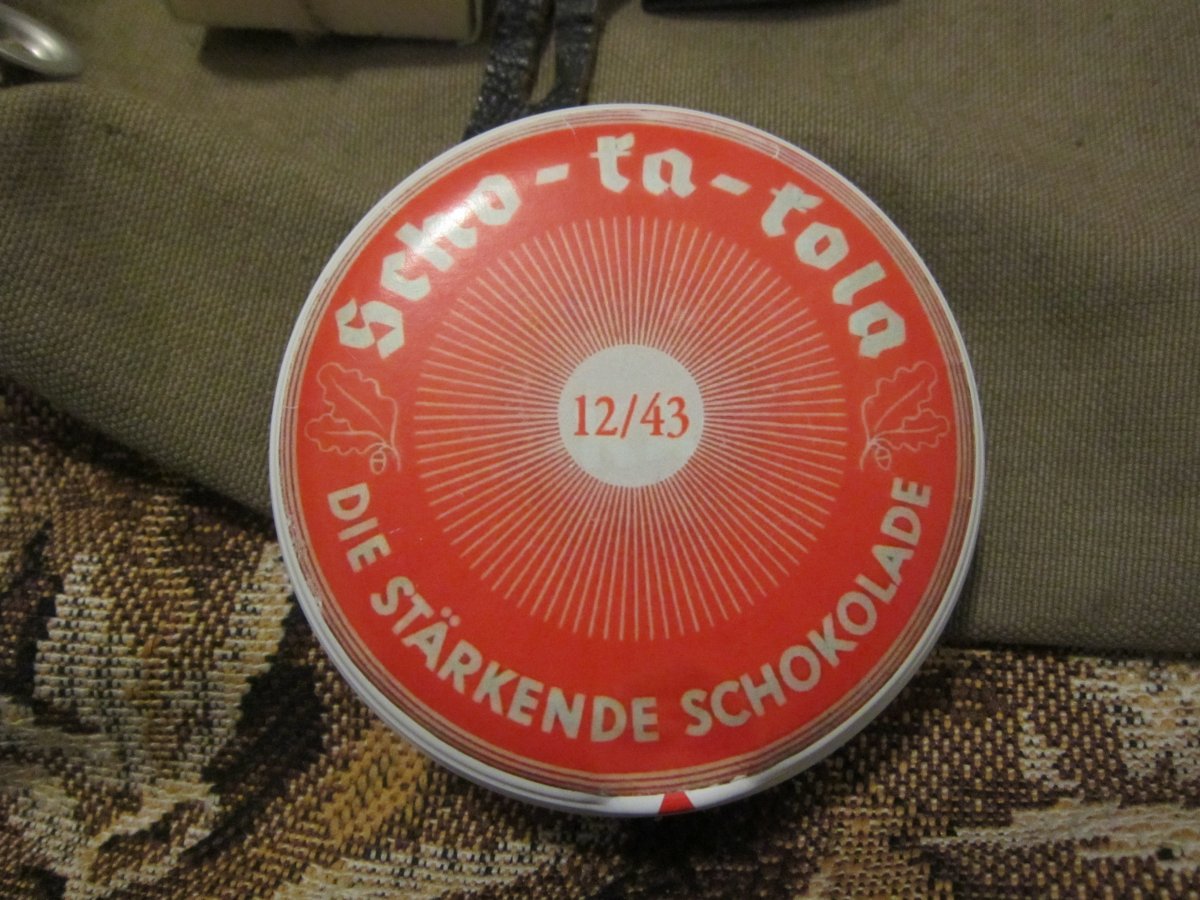 Scho-ka-kola
12/43
DIE STÄRKENDE SCHOKOLADE